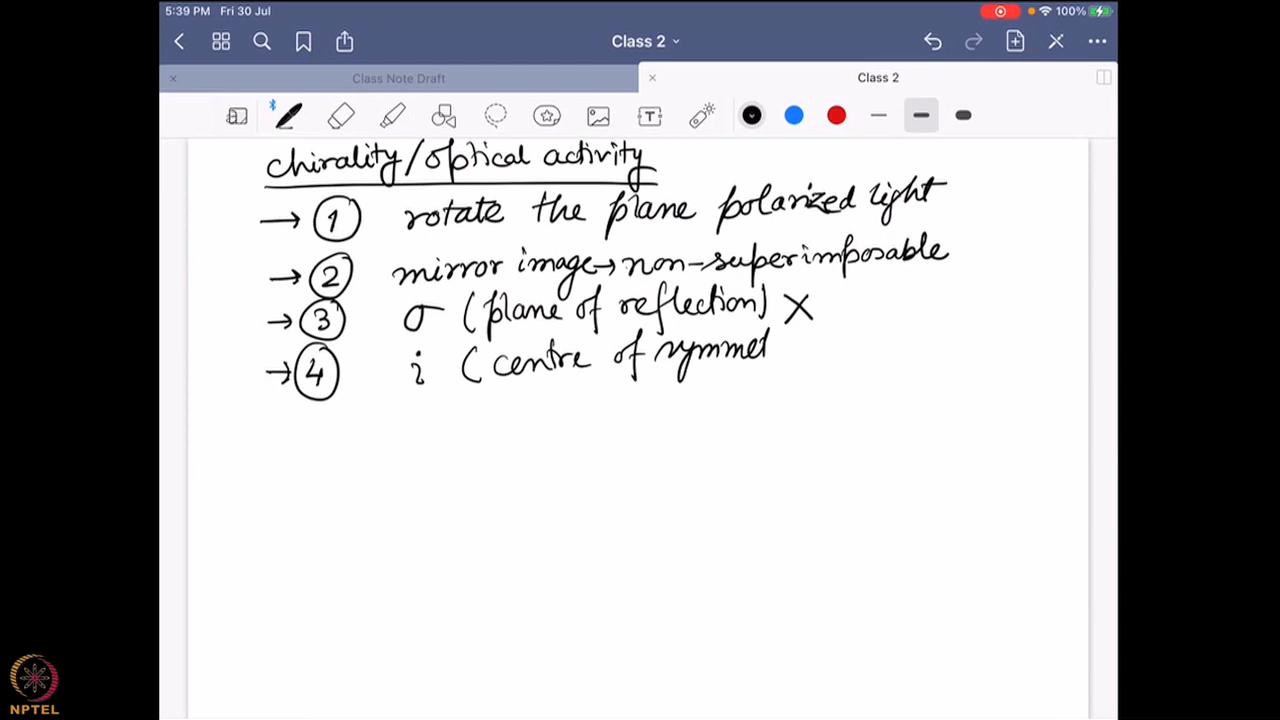 5:39 PM Fri 30 Jul
100%
Class 2
Class Note Draft
Class 2
T
chirality/optical activity
→ ① rotate the plane polarized light
→ ② mirror image → non-superimposable
→ ③ σ (plane of reflection) X
→ ④ i (centre of symmet
NPTEL